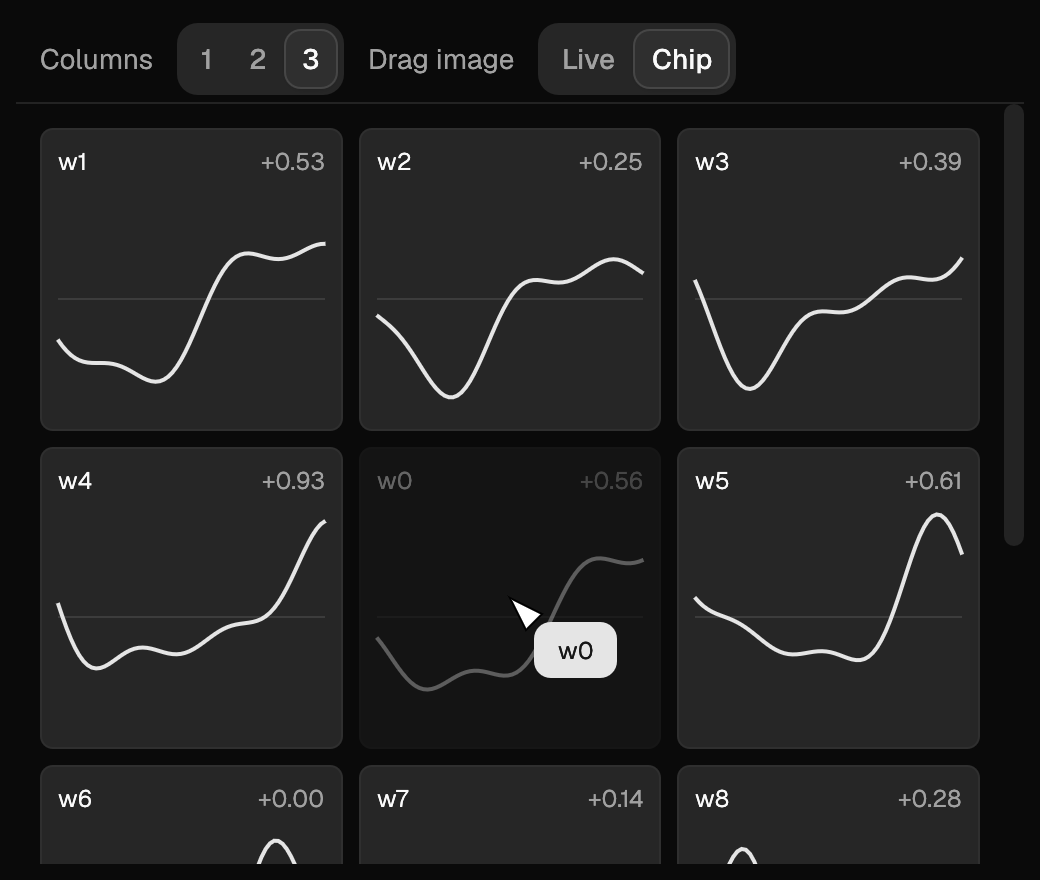 Columns 1 2 3 Drag image Live Chip
w1 +0.53 w2 +0.25 w3 +0.39
w4 +0.93 w0 +0.56 w5 +0.61
w0
w6 +0.00 w7 +0.14 w8 +0.28